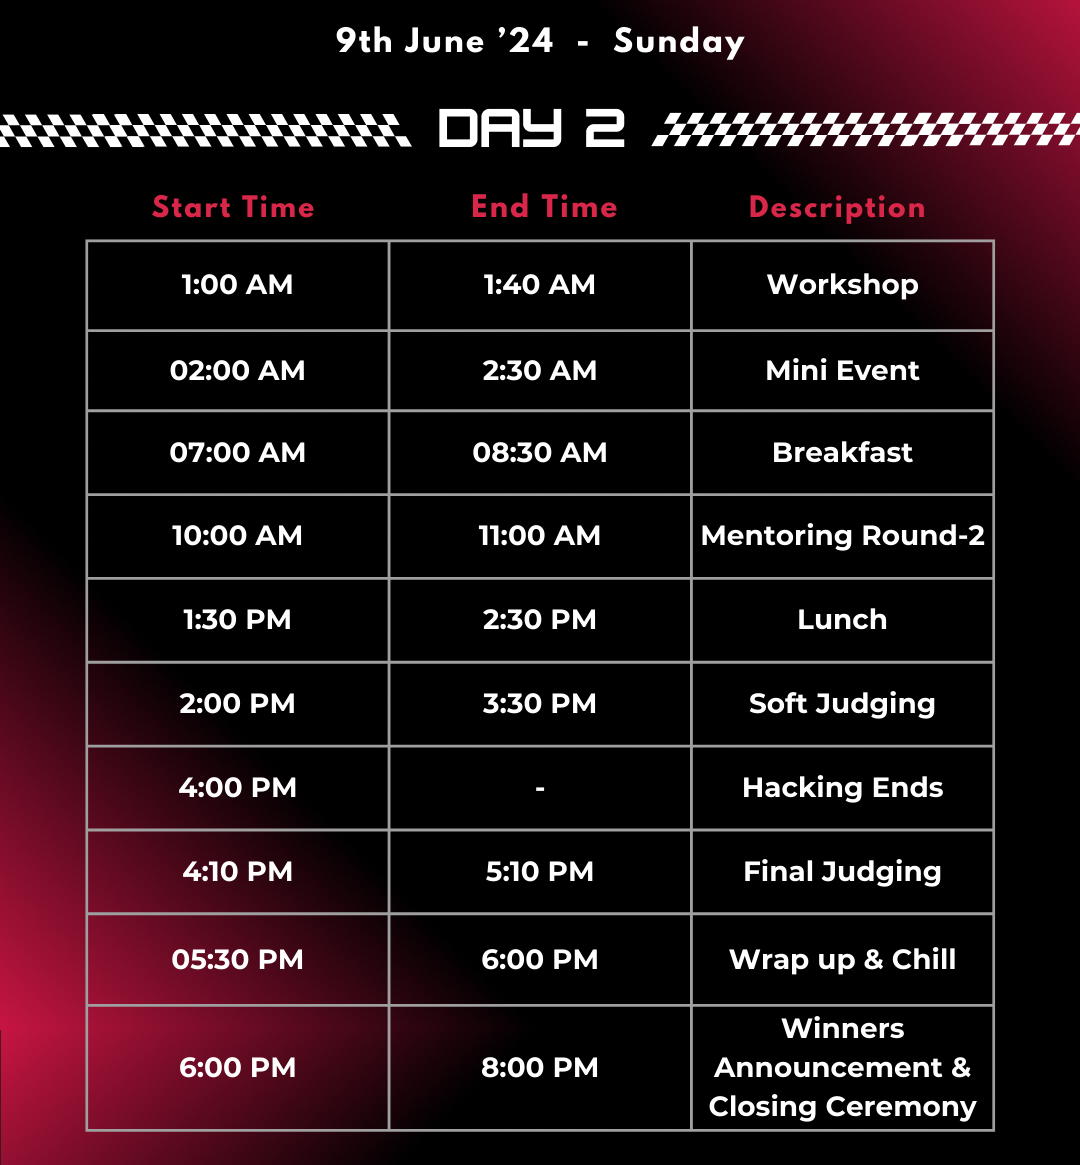 9th June ’24 - Sunday
DAY 2
Start Time End Time Description
1:00 AM 1:40 AM Workshop
02:00 AM 2:30 AM Mini Event
07:00 AM 08:30 AM Breakfast
10:00 AM 11:00 AM Mentoring Round-2
1:30 PM 2:30 PM Lunch
2:00 PM 3:30 PM Soft Judging
4:00 PM - Hacking Ends
4:10 PM 5:10 PM Final Judging
05:30 PM 6:00 PM Wrap up & Chill
6:00 PM 8:00 PM Winners
Announcement &
Closing Ceremony